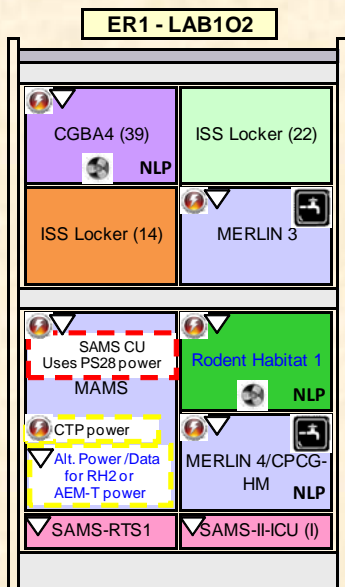 ER1 - LAB1O2
CGBA4 (39)
NLP
ISS Locker (22)
ISS Locker (14)
MERLIN 3
SAMS CU
Uses PS28 power
MAMS
CTP power
Alt. Power /Data
for RH2 or
AEM-T power
Rodent Habitat 1
NLP
MERLIN 4/CPCG-
HM
NLP
SAMS-RTS1
SAMS-II-ICU (I)